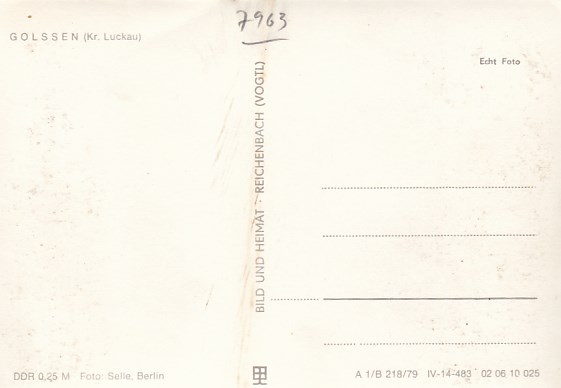 7963
GOLSSEN (Kr. Luckau)
Echt Foto
BILD UND HEIMAT · REICHENBACH (VOGTL)
DDR 0,25 M Foto: Selle, Berlin
A 1/B 218/79 IV-14-483 02 06 10 025